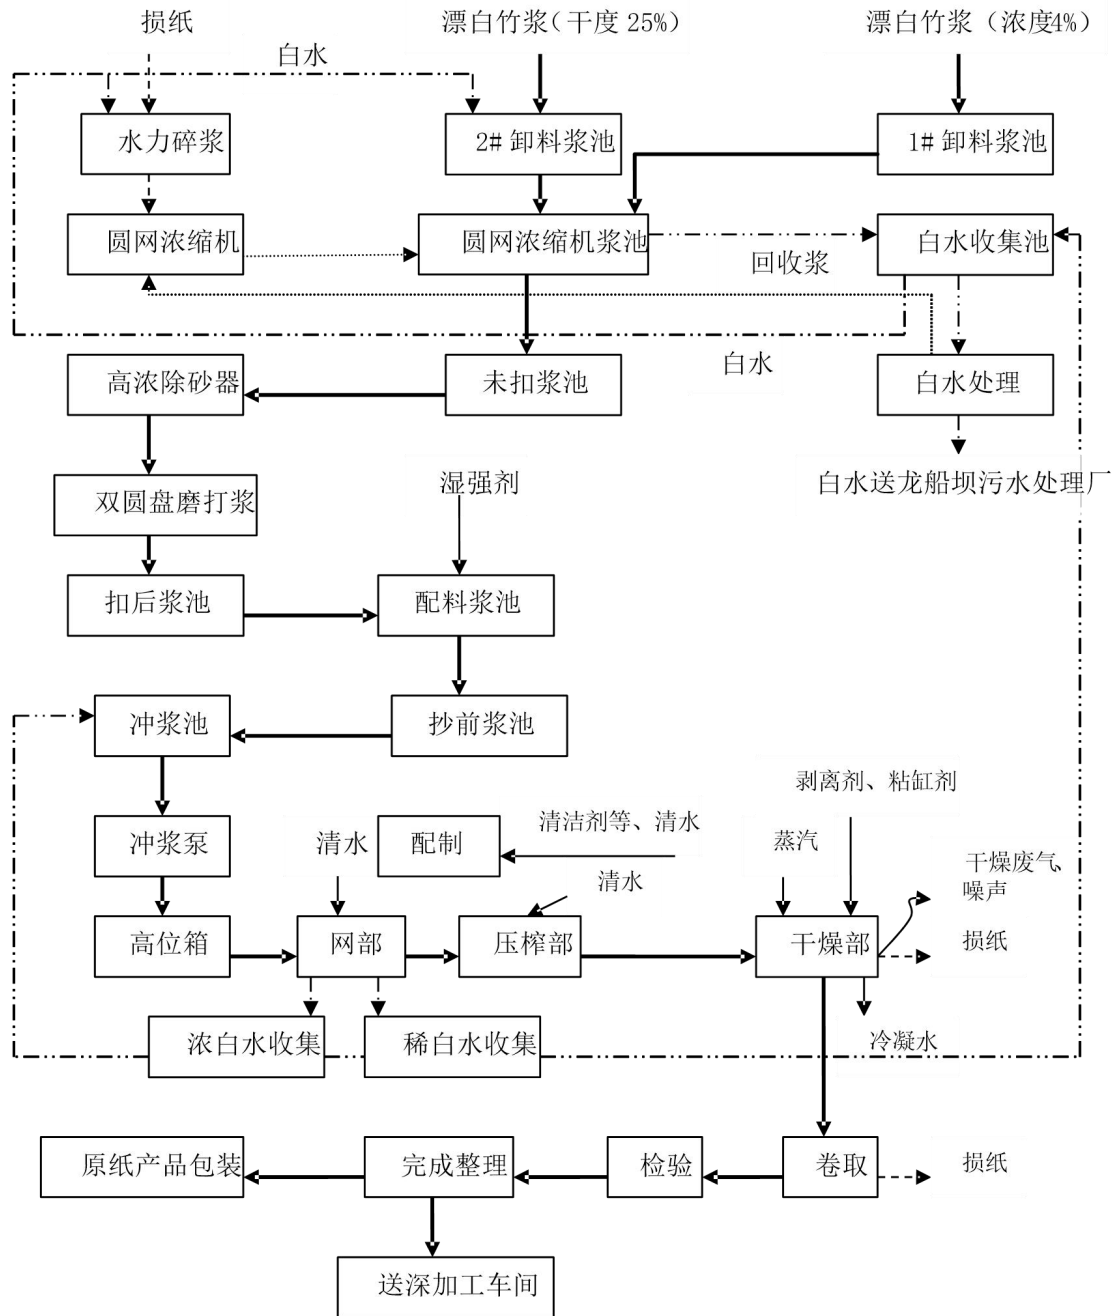 损纸
漂白竹浆（干度 25%）
漂白竹浆（浓度4%）
白水
水力碎浆
2# 卸料浆池
1# 卸料浆池
圆网浓缩机
圆网浓缩机浆池
白水收集池
回收浆
白水
高浓除砂器
未扣浆池
白水处理
双圆盘磨打浆
湿强剂
白水送龙船坝污水处理厂
扣后浆池
配料浆池
冲浆池
抄前浆池
剥离剂、粘缸剂
冲浆泵
清水
配制
清洁剂等、清水
蒸汽
干燥废气、
噪声
清水
高位箱
网部
压榨部
干燥部
损纸
浓白水收集
稀白水收集
冷凝水
原纸产品包装
完成整理
检验
卷取
损纸
送深加工车间